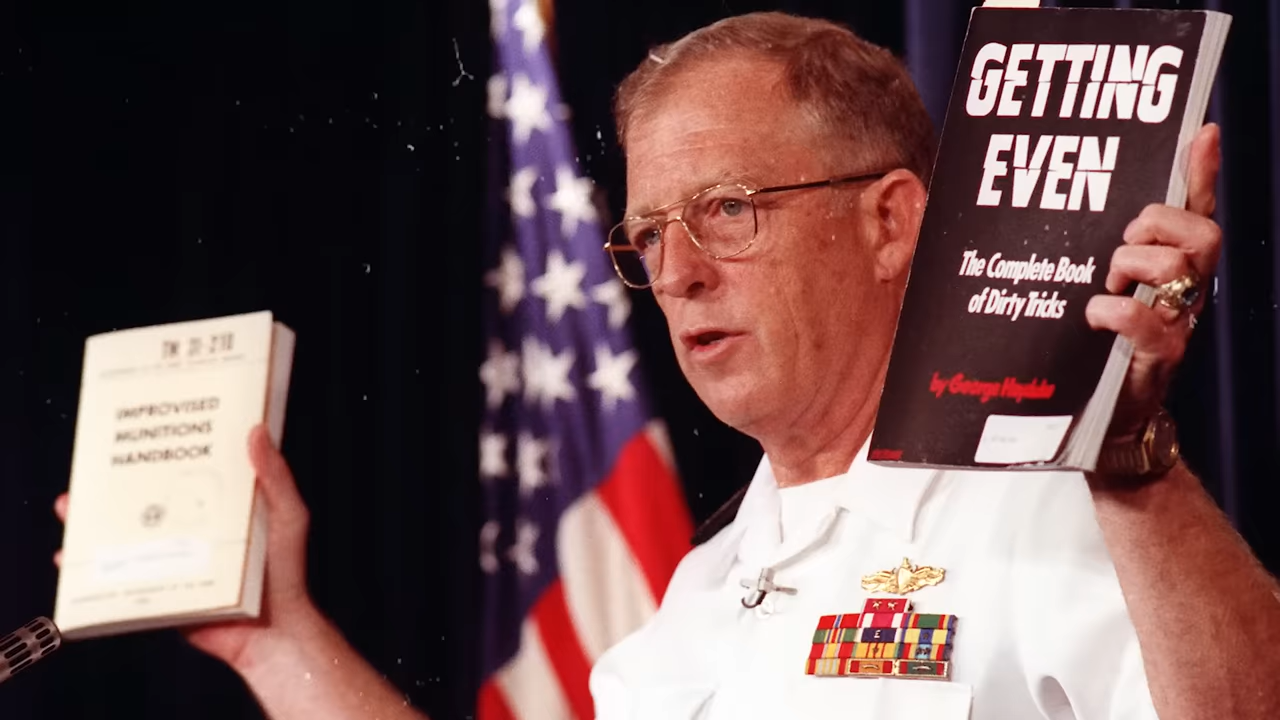 TM 31-210
IMPROVISED
MUNITIONS
HANDBOOK
GETTING
EVEN
The Complete Book
of Dirty Tricks
by George Hayduke